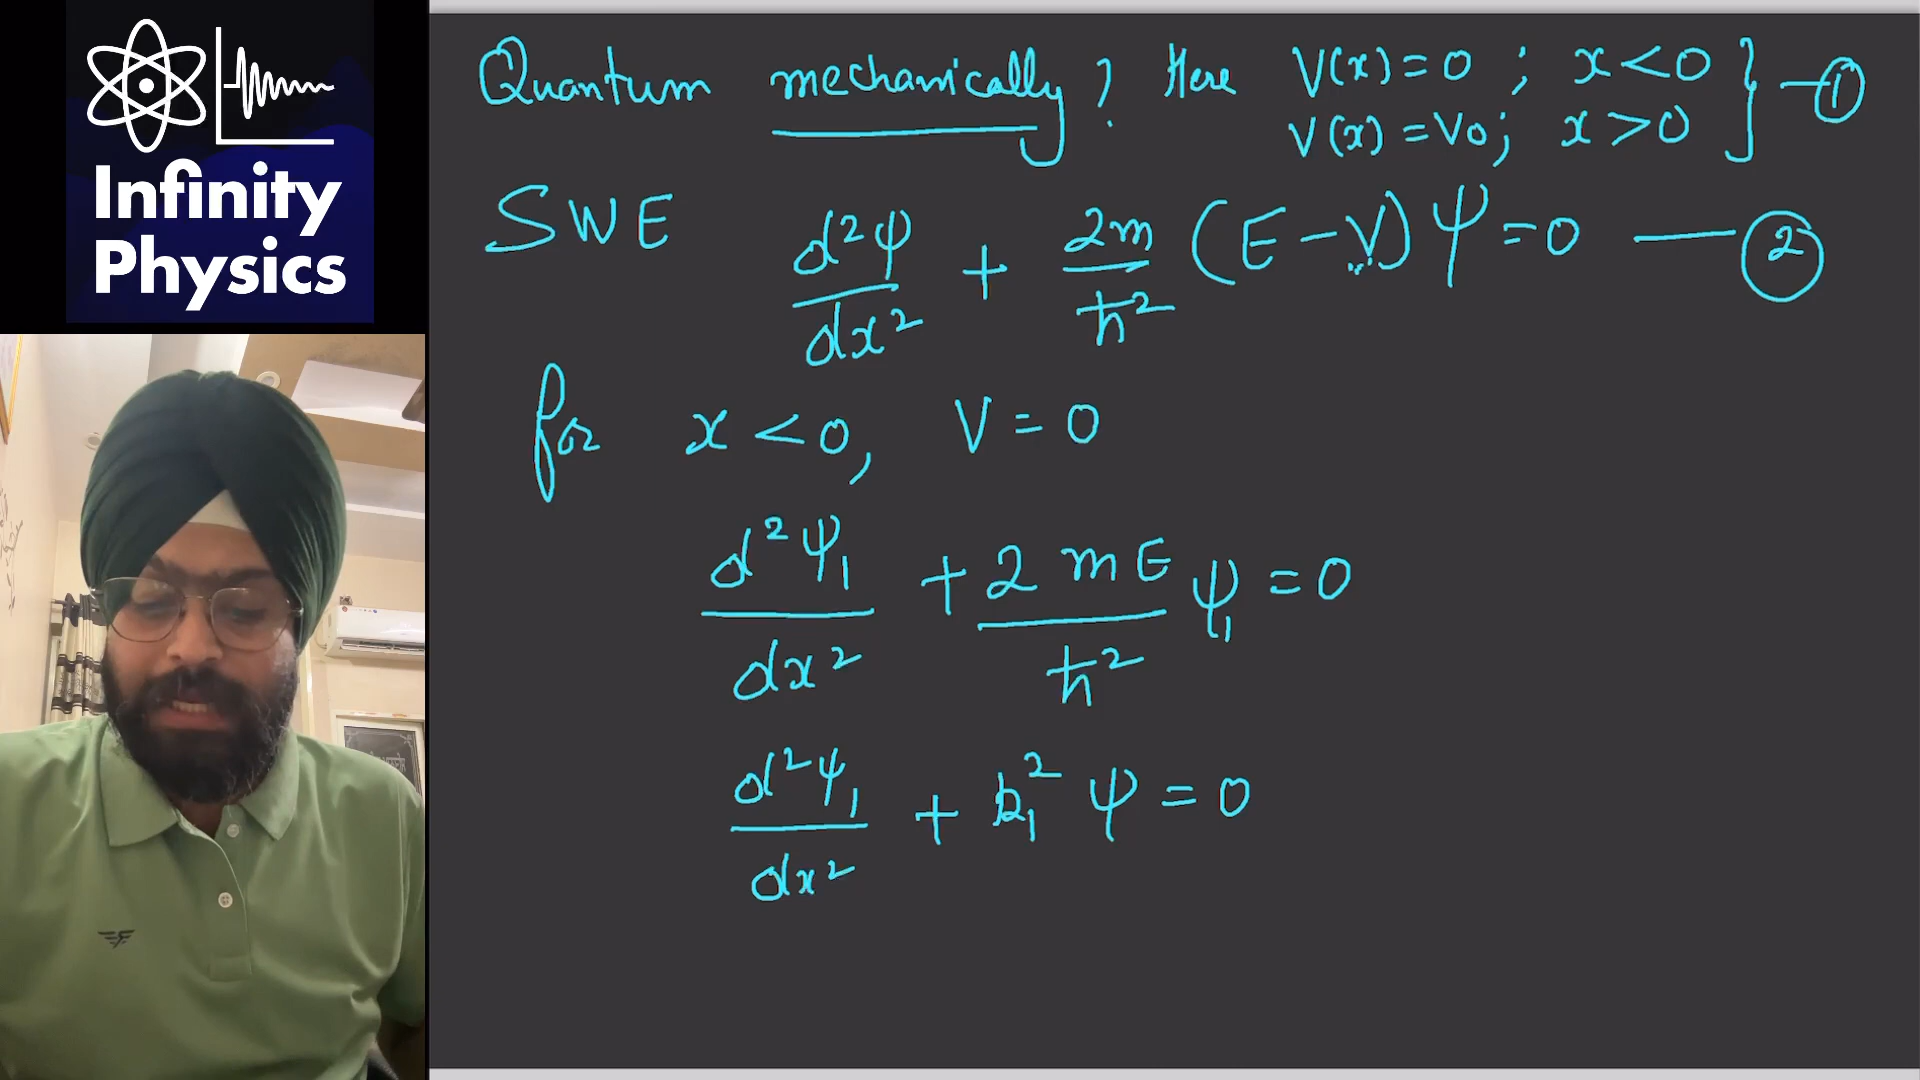 Infinity
Physics
Quantum mechanically? Here V(x) = 0 ; x < 0
V(x) = V0 ; x > 0 } — ①
SWE d²ψ/dx² + 2m/ħ² (E - V) ψ = 0 — ②
for x < 0, V = 0
d²ψ₁/dx² + 2mE/ħ² ψ₁ = 0
d²ψ₁/dx² + k₁² ψ = 0